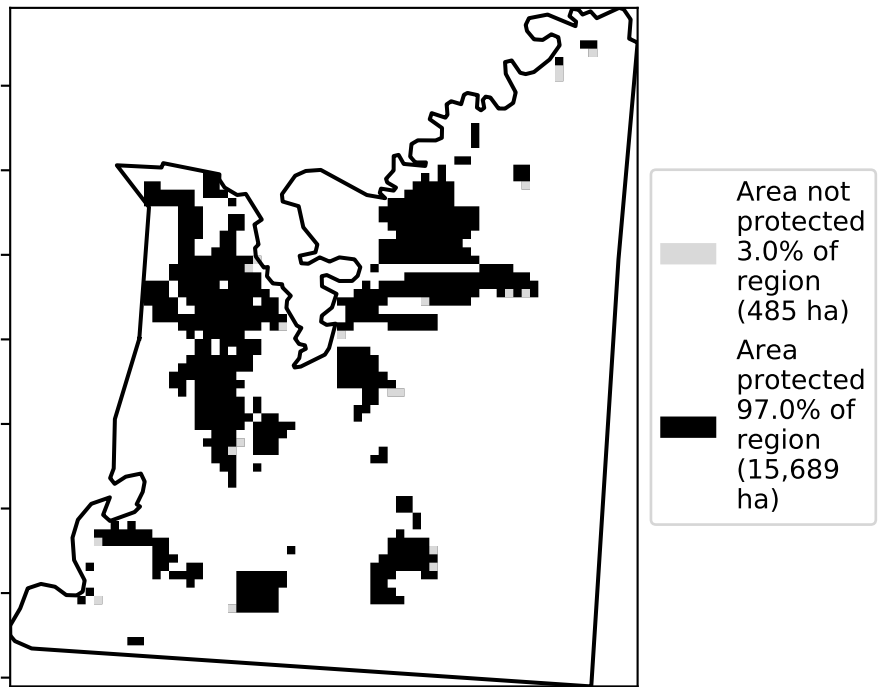 Area not
protected
3.0% of
region
(485 ha)
Area
protected
97.0% of
region
(15,689
ha)